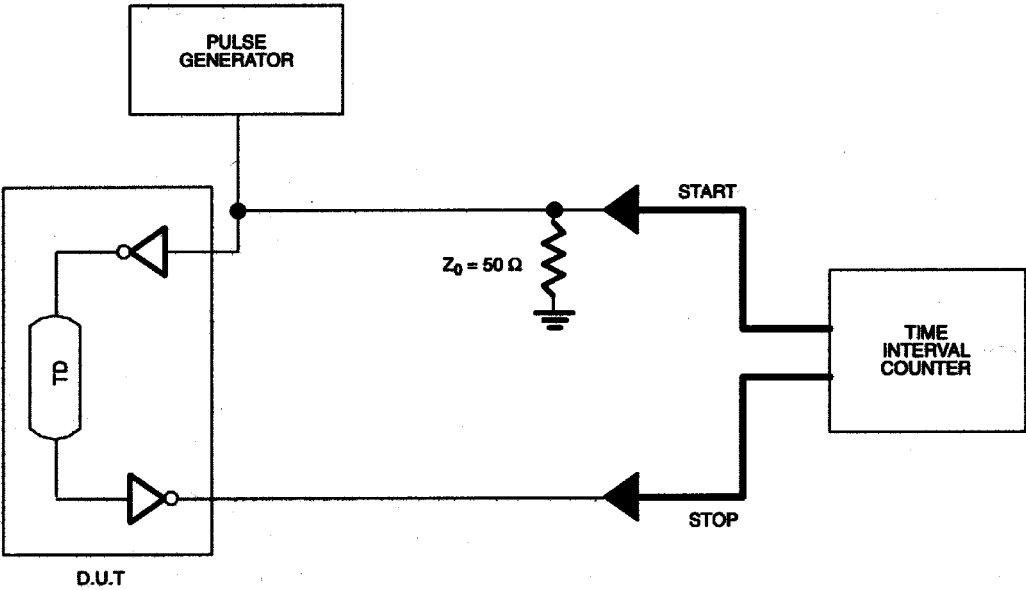 PULSE
GENERATOR
START
Z0 = 50 Ω
TIME
INTERVAL
COUNTER
TD
STOP
D.U.T